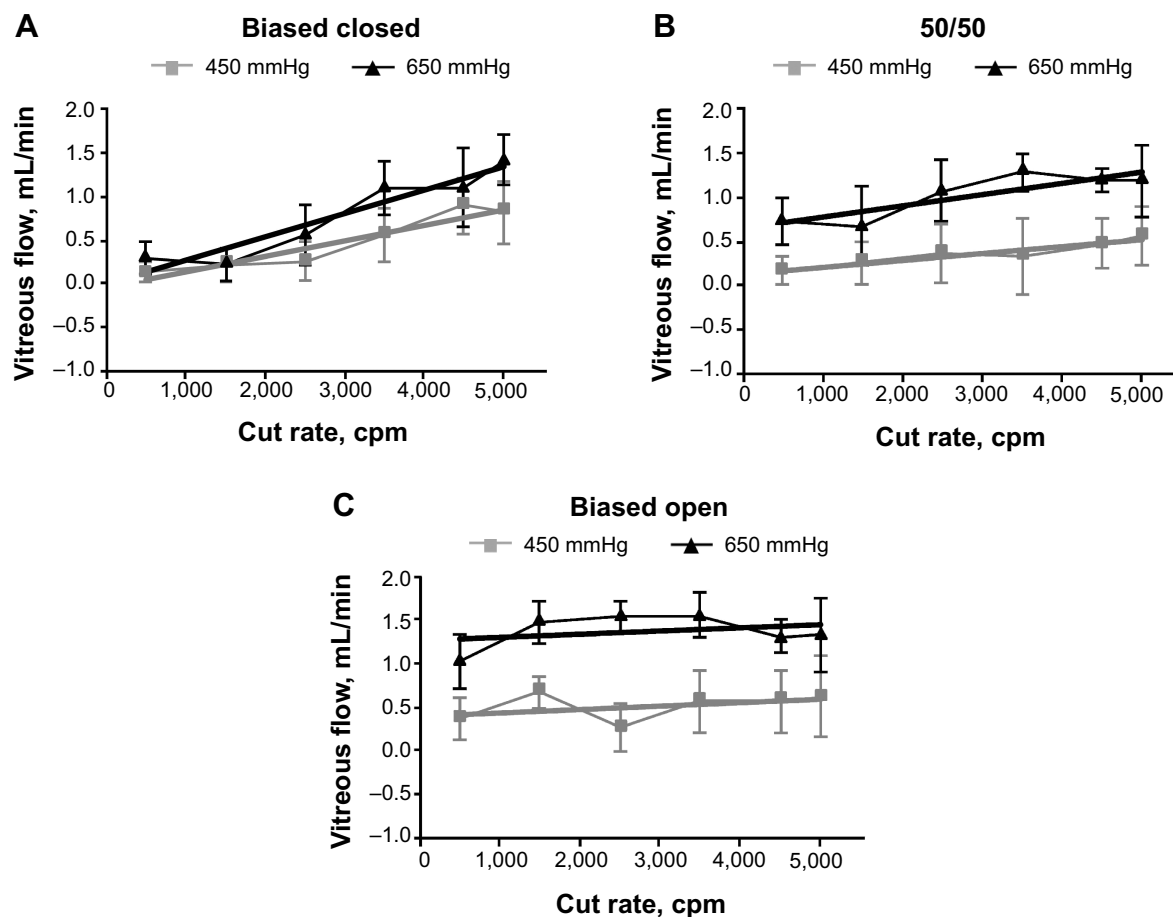 A
Biased closed
450 mmHg
650 mmHg
Vitreous flow, mL/min
2.0
1.5
1.0
0.5
0.0
–0.5
–1.0
0
1,000
2,000
3,000
4,000
5,000
Cut rate, cpm
B
50/50
450 mmHg
650 mmHg
Vitreous flow, mL/min
2.0
1.5
1.0
0.5
0.0
–0.5
–1.0
0
1,000
2,000
3,000
4,000
5,000
Cut rate, cpm
C
Biased open
450 mmHg
650 mmHg
Vitreous flow, mL/min
2.0
1.5
1.0
0.5
0.0
–0.5
–1.0
0
1,000
2,000
3,000
4,000
5,000
Cut rate, cpm